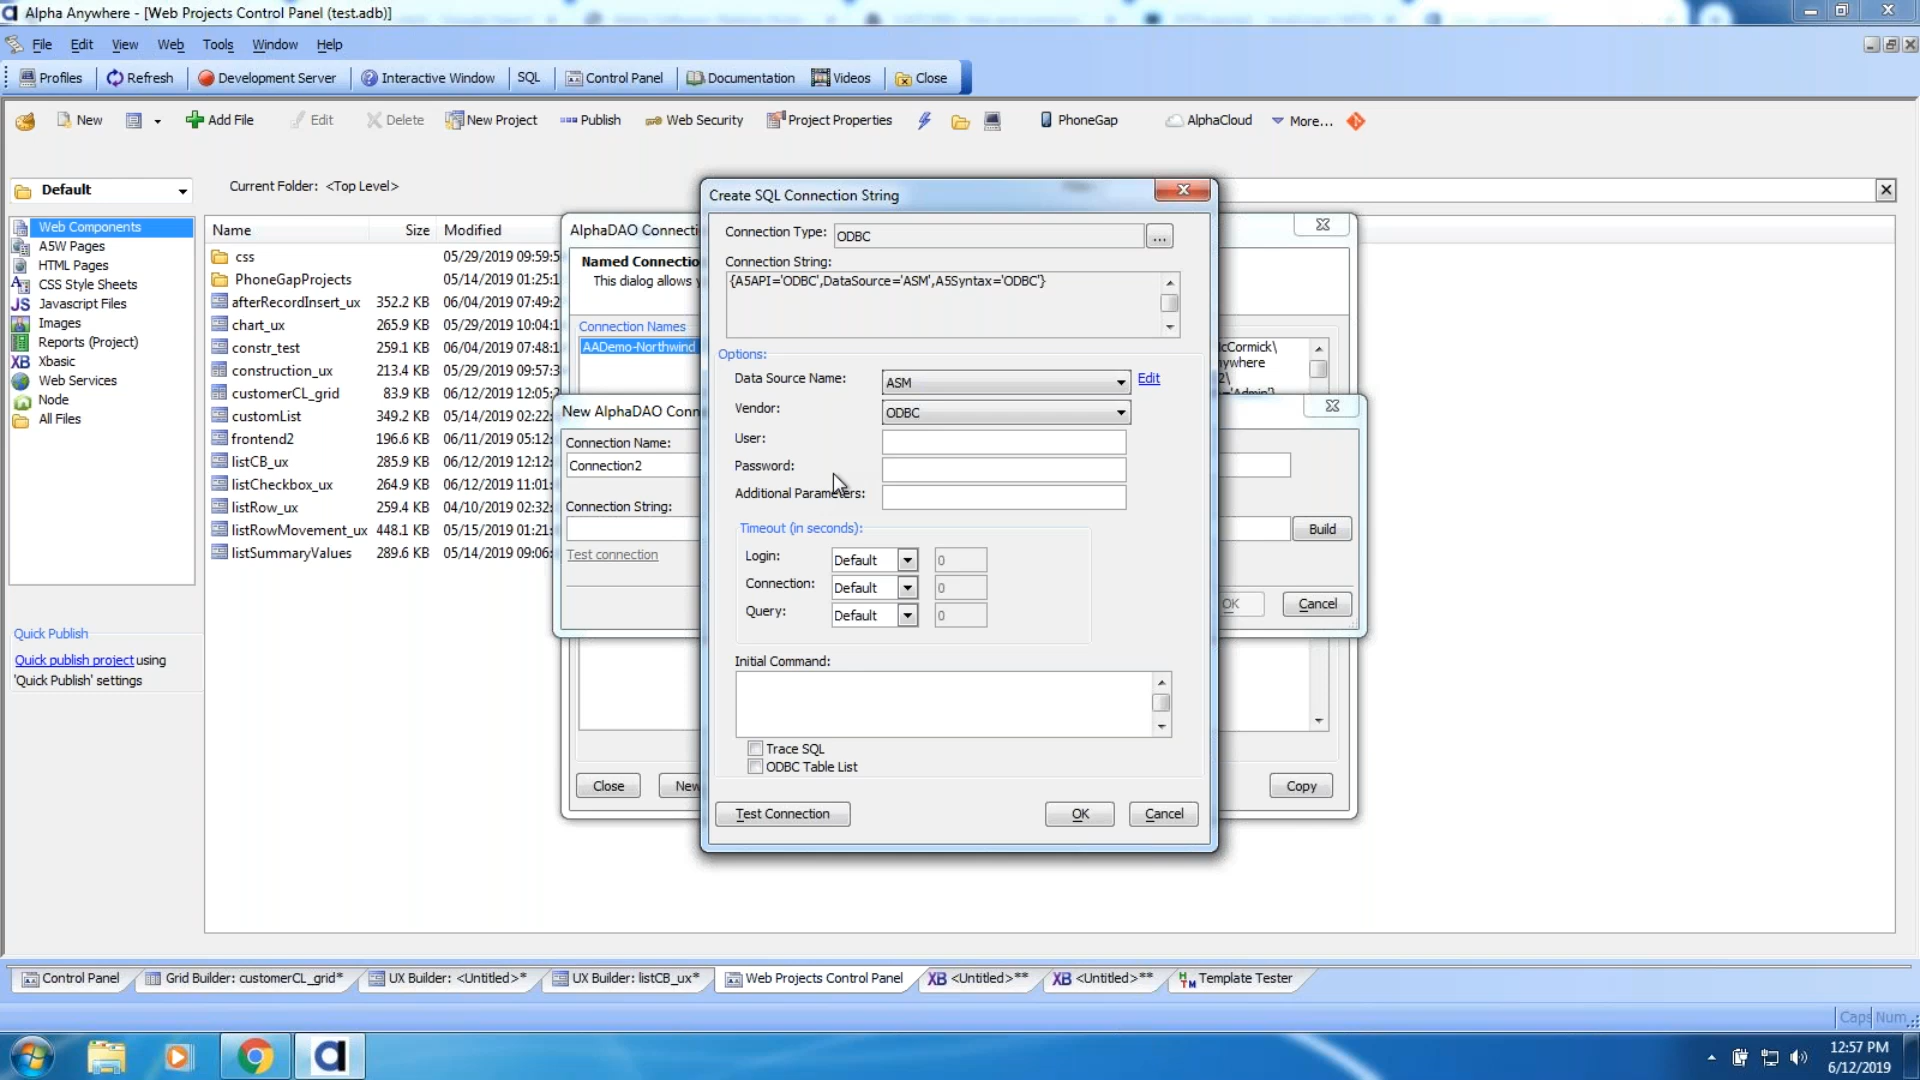 Alpha Anywhere - [Web Projects Control Panel (test.adb)]
File Edit View Web Tools Window Help
Profiles Refresh Development Server Interactive Window SQL Control Panel Documentation Videos Close
New Add File Edit Delete New Project Publish Web Security Project Properties PhoneGap AlphaCloud More...
Default
Current Folder: <Top Level>
Web Components
A5W Pages
HTML Pages
CSS Style Sheets
JS Javascript Files
Images
Reports (Project)
XB Xbasic
Web Services
Node
All Files
Quick Publish
Quick publish project using
'Quick Publish' settings
Name Size Modified
css 05/29/2019 09:59:5
PhoneGapProjects 05/14/2019 01:25:1
afterRecordInsert_ux 352.2 KB 06/04/2019 07:49:2
chart_ux 265.9 KB 05/29/2019 10:04:1
constr_test 259.1 KB 06/04/2019 07:48:1
construction_ux 213.4 KB 05/29/2019 09:57:3
customerCL_grid 83.9 KB 06/12/2019 12:05:2
customList 349.2 KB 05/14/2019 02:22:
frontend2 196.6 KB 06/11/2019 05:12:
listCB_ux 285.9 KB 06/12/2019 12:12:
listCheckbox_ux 264.9 KB 06/12/2019 11:01:
listRow_ux 259.4 KB 04/10/2019 02:32:
listRowMovement_ux 448.1 KB 05/15/2019 01:21:
listSummaryValues 289.6 KB 05/14/2019 09:06:
AlphaDAO Connecti
Named Connectio
This dialog allows y
Connection Names
AADemo-Northwind
cCormick\
ywhere
2\
='Admin'}
Close New Copy
New AlphaDAO Conn
Connection Name:
Connection2
Connection String:
Build
Test connection
OK Cancel
Create SQL Connection String
Connection Type: ODBC ...
Connection String:
{A5API='ODBC',DataSource='ASM',A5Syntax='ODBC'}
Options:
Data Source Name: ASM Edit
Vendor: ODBC
User:
Password:
Additional Parameters:
Timeout (in seconds):
Login: Default 0
Connection: Default 0
Query: Default 0
Initial Command:
Trace SQL
ODBC Table List
Test Connection OK Cancel
Control Panel Grid Builder: customerCL_grid* UX Builder: <Untitled>* UX Builder: listCB_ux* Web Projects Control Panel XB <Untitled>** XB <Untitled>** HTM Template Tester
Caps Num
12:57 PM
6/12/2019